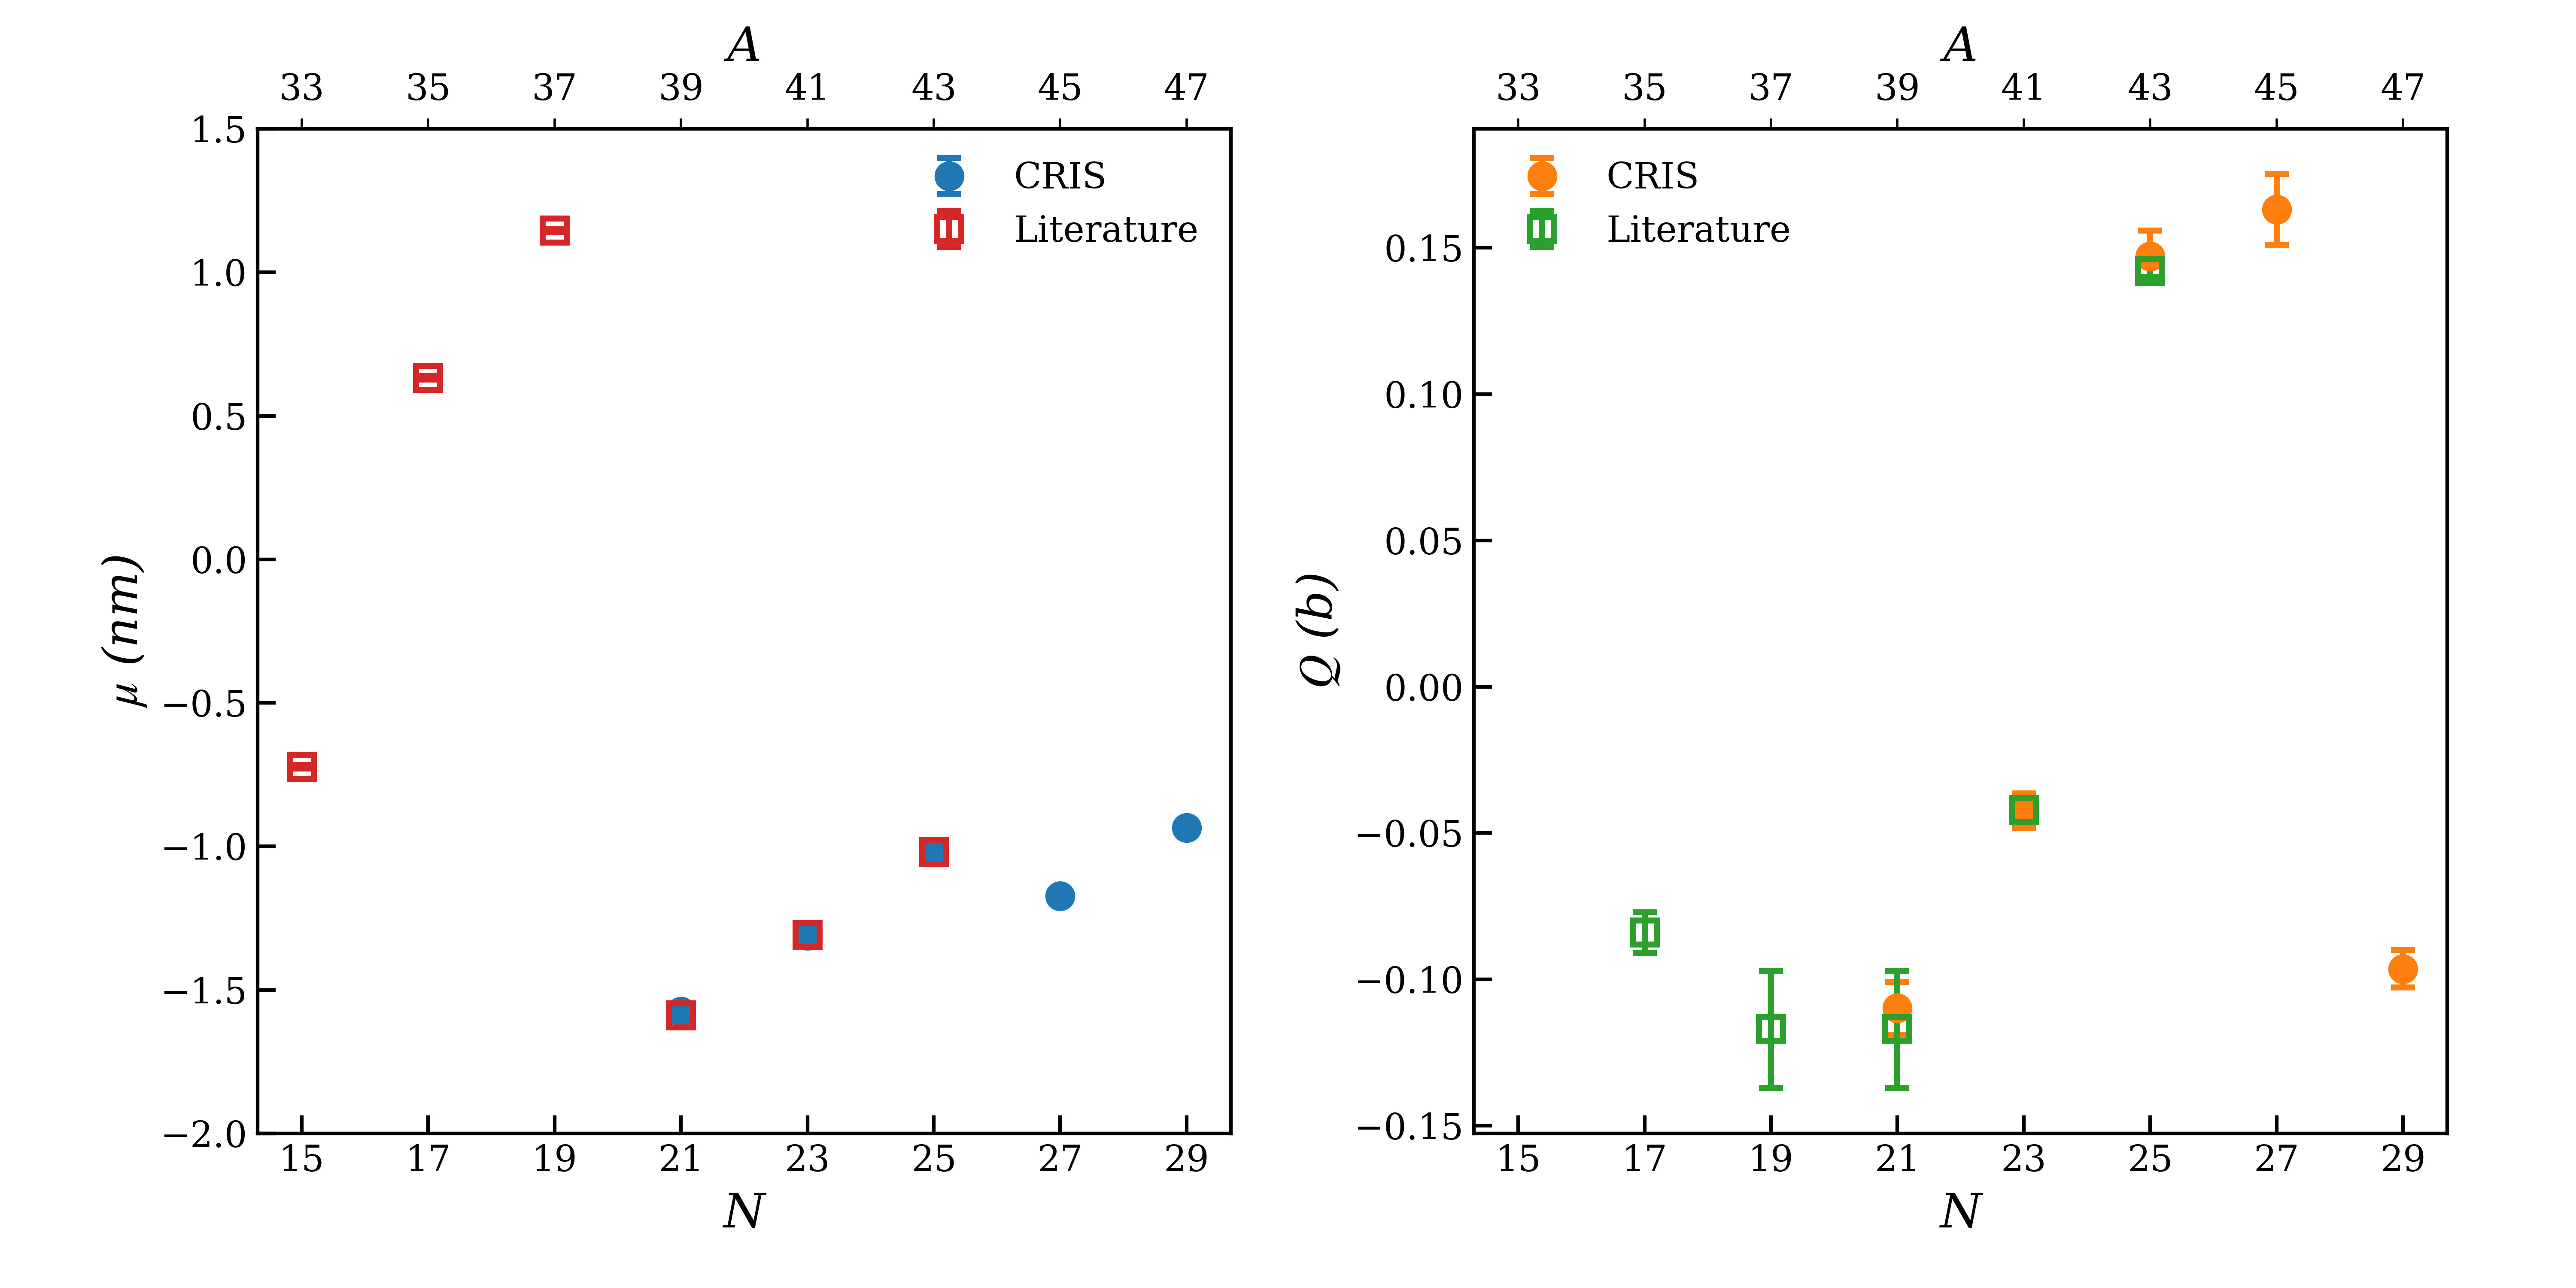 A
33 35 37 39 41 43 45 47
1.5
1.0
0.5
0.0
−0.5
−1.0
−1.5
−2.0
μ (nm)
CRIS
Literature
15 17 19 21 23 25 27 29
N
A
33 35 37 39 41 43 45 47
0.15
0.10
0.05
0.00
−0.05
−0.10
−0.15
Q (b)
CRIS
Literature
15 17 19 21 23 25 27 29
N